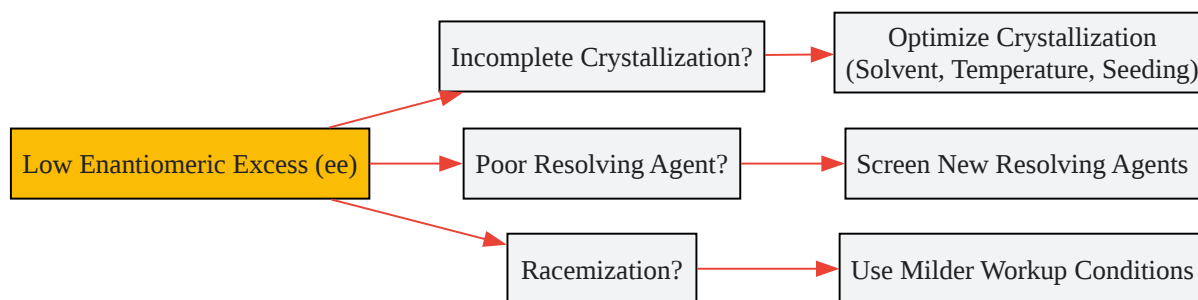 Incomplete Crystallization?
Optimize Crystallization
(Solvent, Temperature, Seeding)
Low Enantiomeric Excess (ee)
Poor Resolving Agent?
Screen New Resolving Agents
Racemization?
Use Milder Workup Conditions